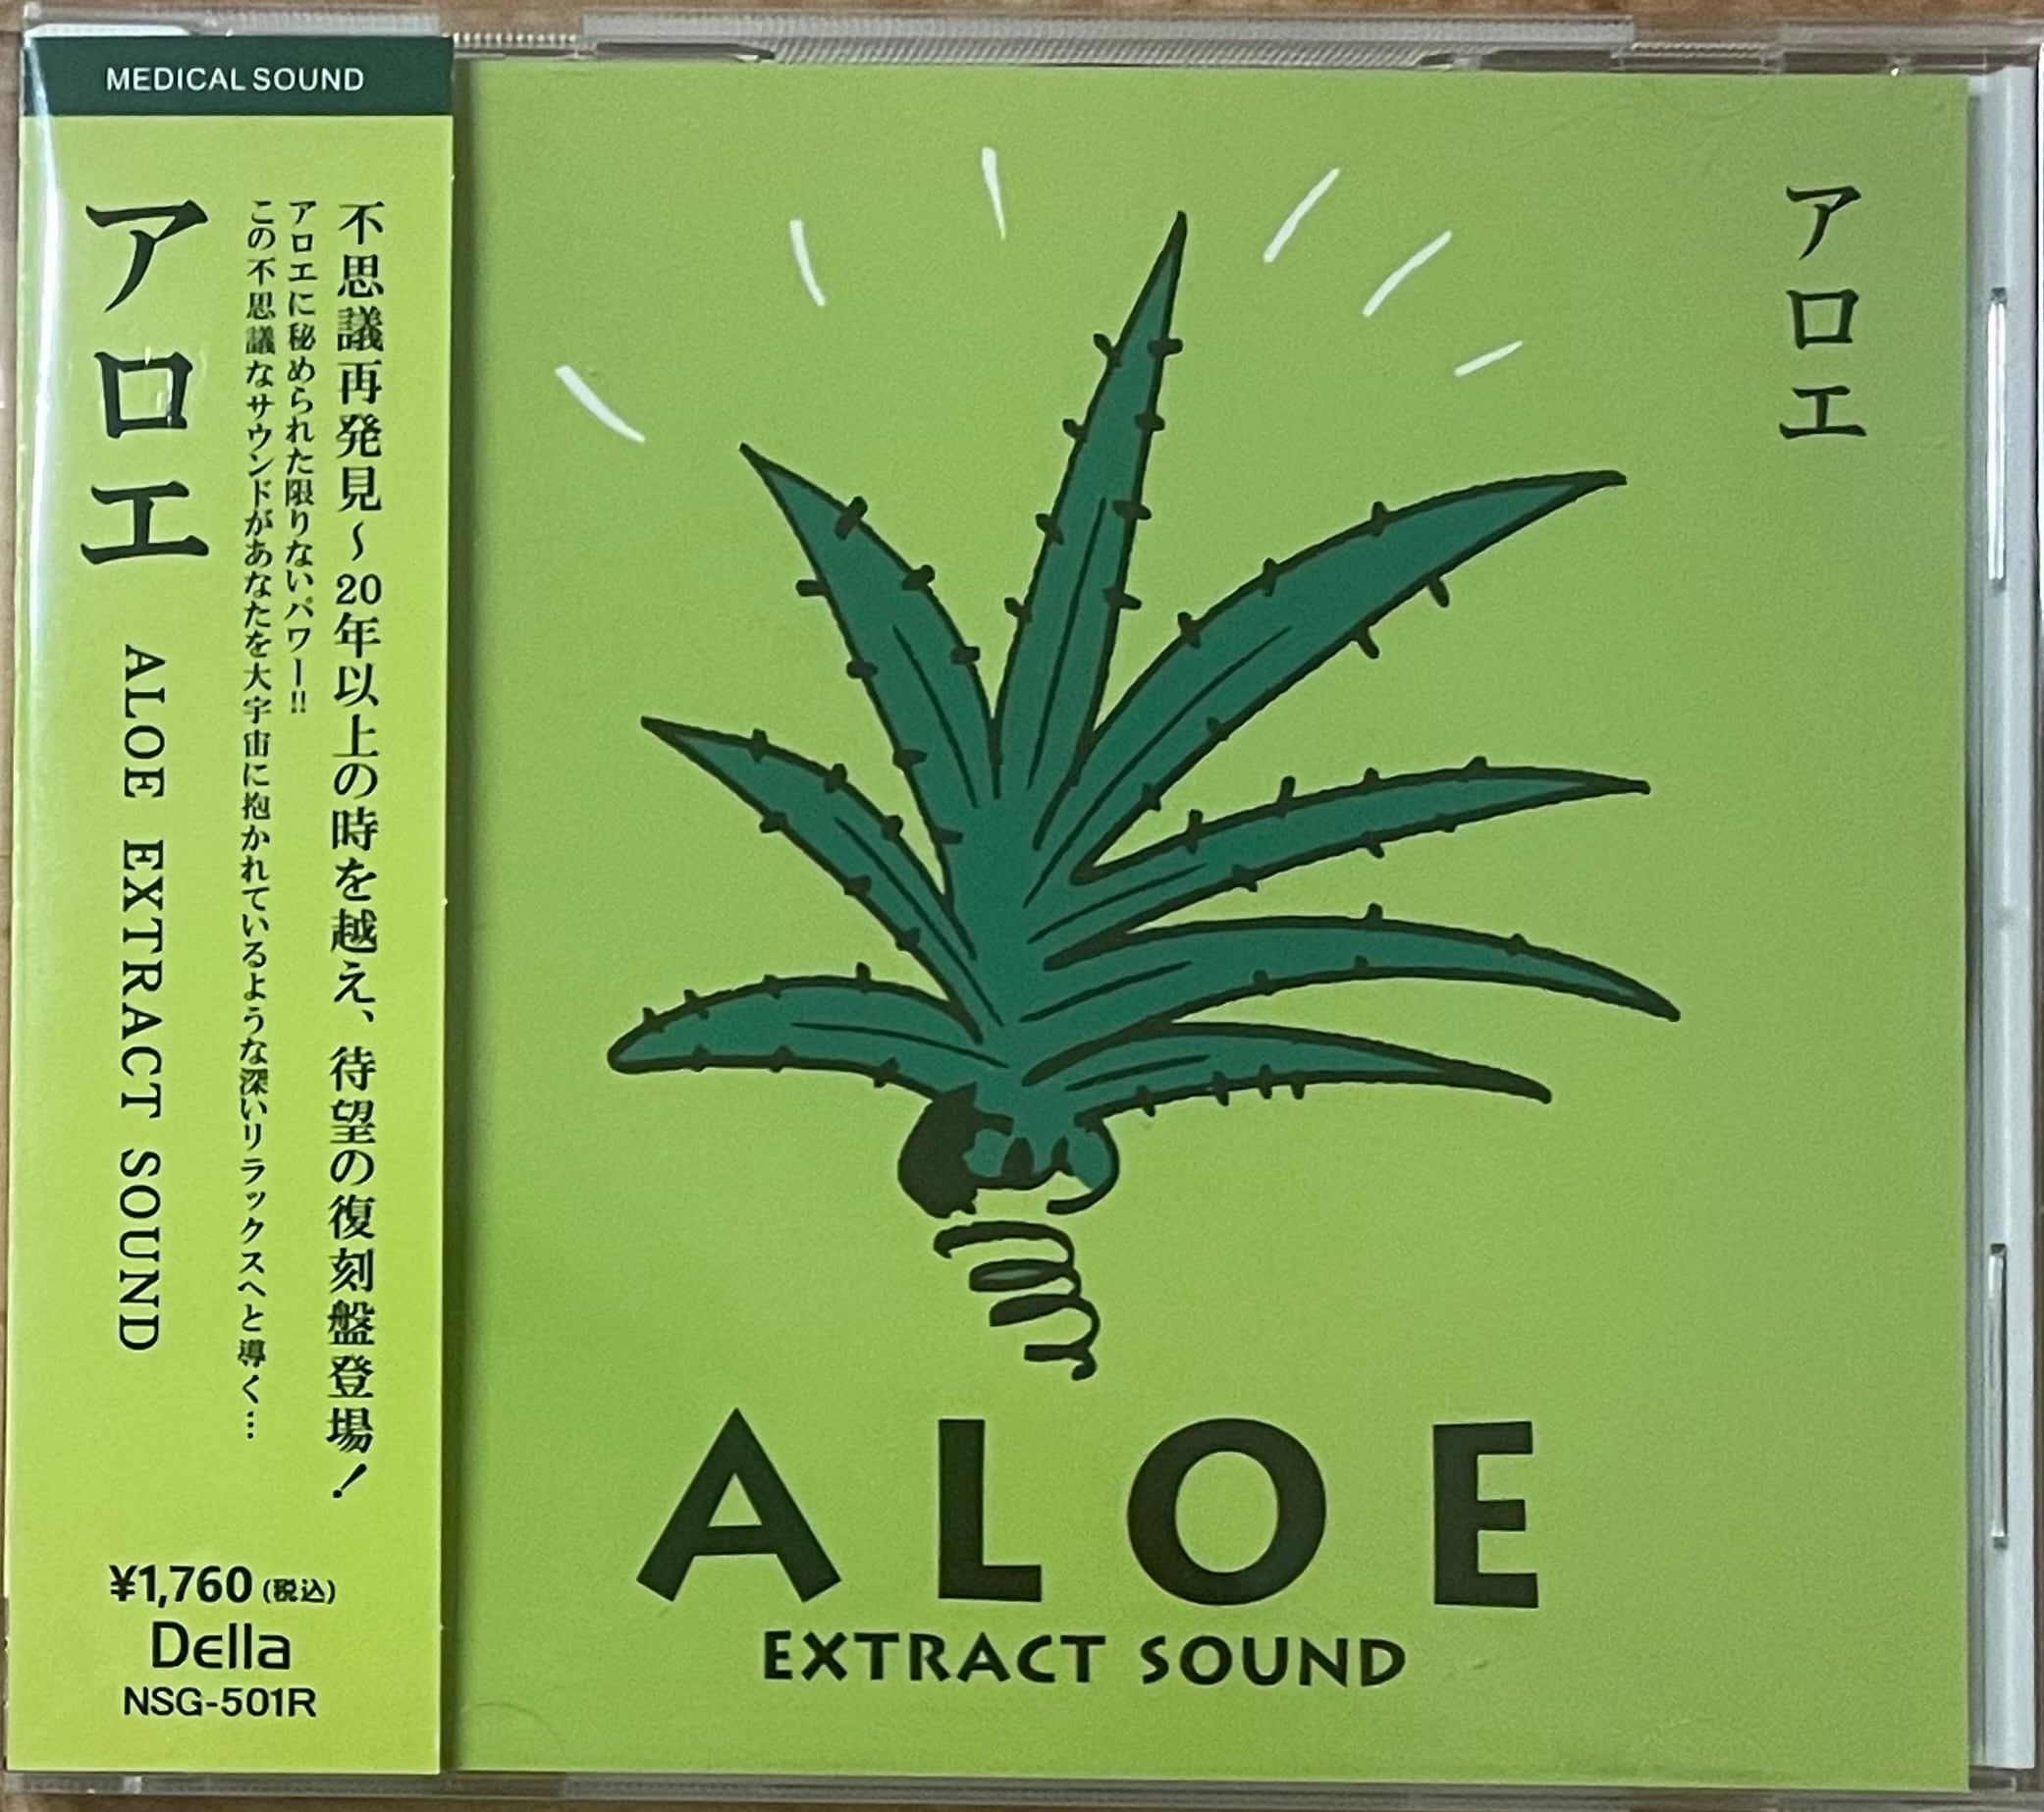 MEDICAL SOUND
不思議再発見～20年以上の時を越え、待望の復刻盤登場！
アロエに秘められた限りないパワー!!
この不思議なサウンドがあなたを大宇宙に抱かれているような深いリラックスへと導く…
アロエ ALOE EXTRACT SOUND
¥1,760(税込)
Della
NSG-501R
アロエ
ALOE
EXTRACT SOUND